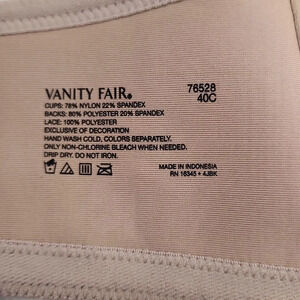 VANITY FAIR®
76528
40C
CUPS: 78% NYLON 22% SPANDEX
BACKS: 80% POLYESTER 20% SPANDEX
LACE: 100% POLYESTER
EXCLUSIVE OF DECORATION
HAND WASH COLD, COLORS SEPARATELY.
ONLY NON-CHLORINE BLEACH WHEN NEEDED.
DRIP DRY. DO NOT IRON.
MADE IN INDONESIA
RN 16345 • 4JBK